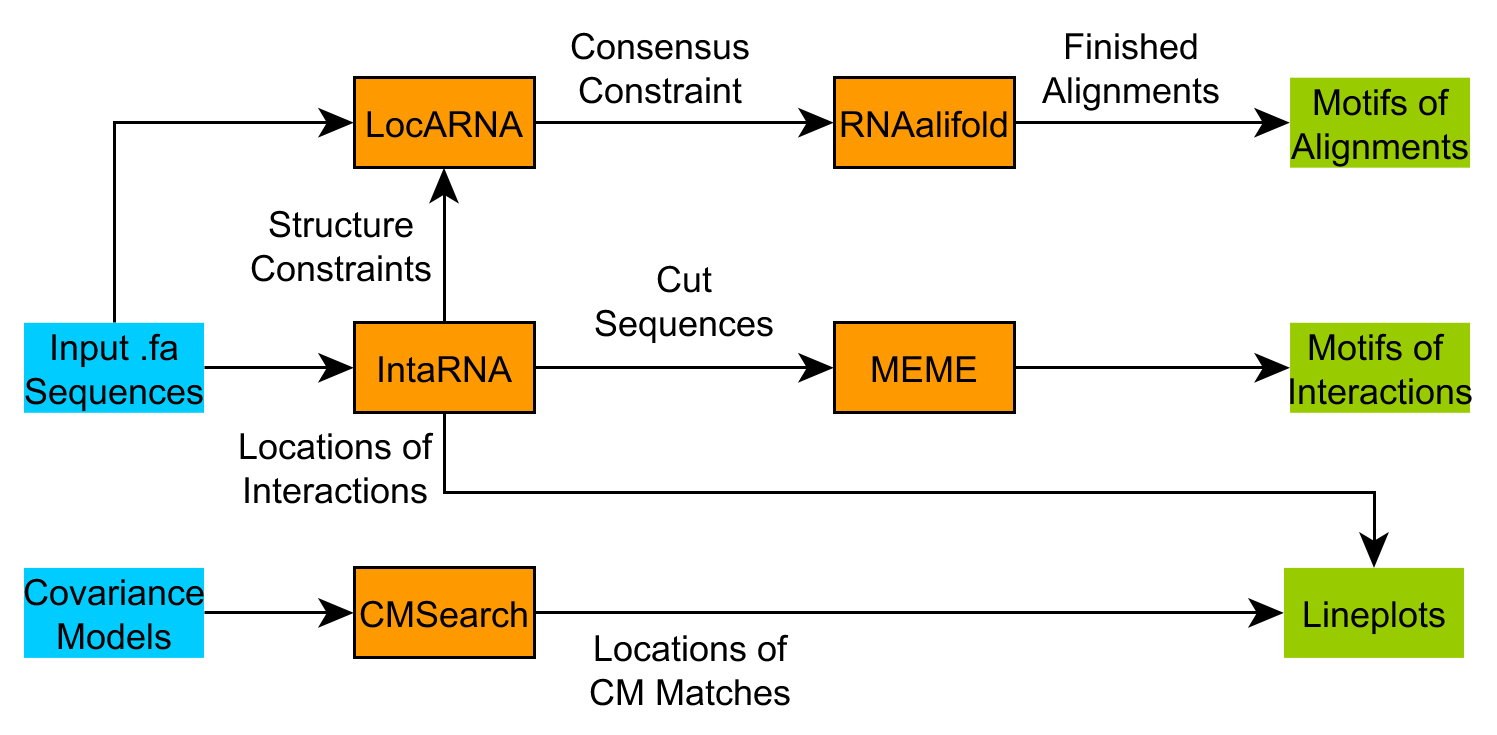 Consensus
Constraint
Finished
Alignments
LocARNA
RNAalifold
Motifs of
Alignments
Structure
Constraints
Cut
Sequences
Input .fa
Sequences
IntaRNA
MEME
Motifs of
Interactions
Locations of
Interactions
Covariance
Models
CMSearch
Lineplots
Locations of
CM Matches